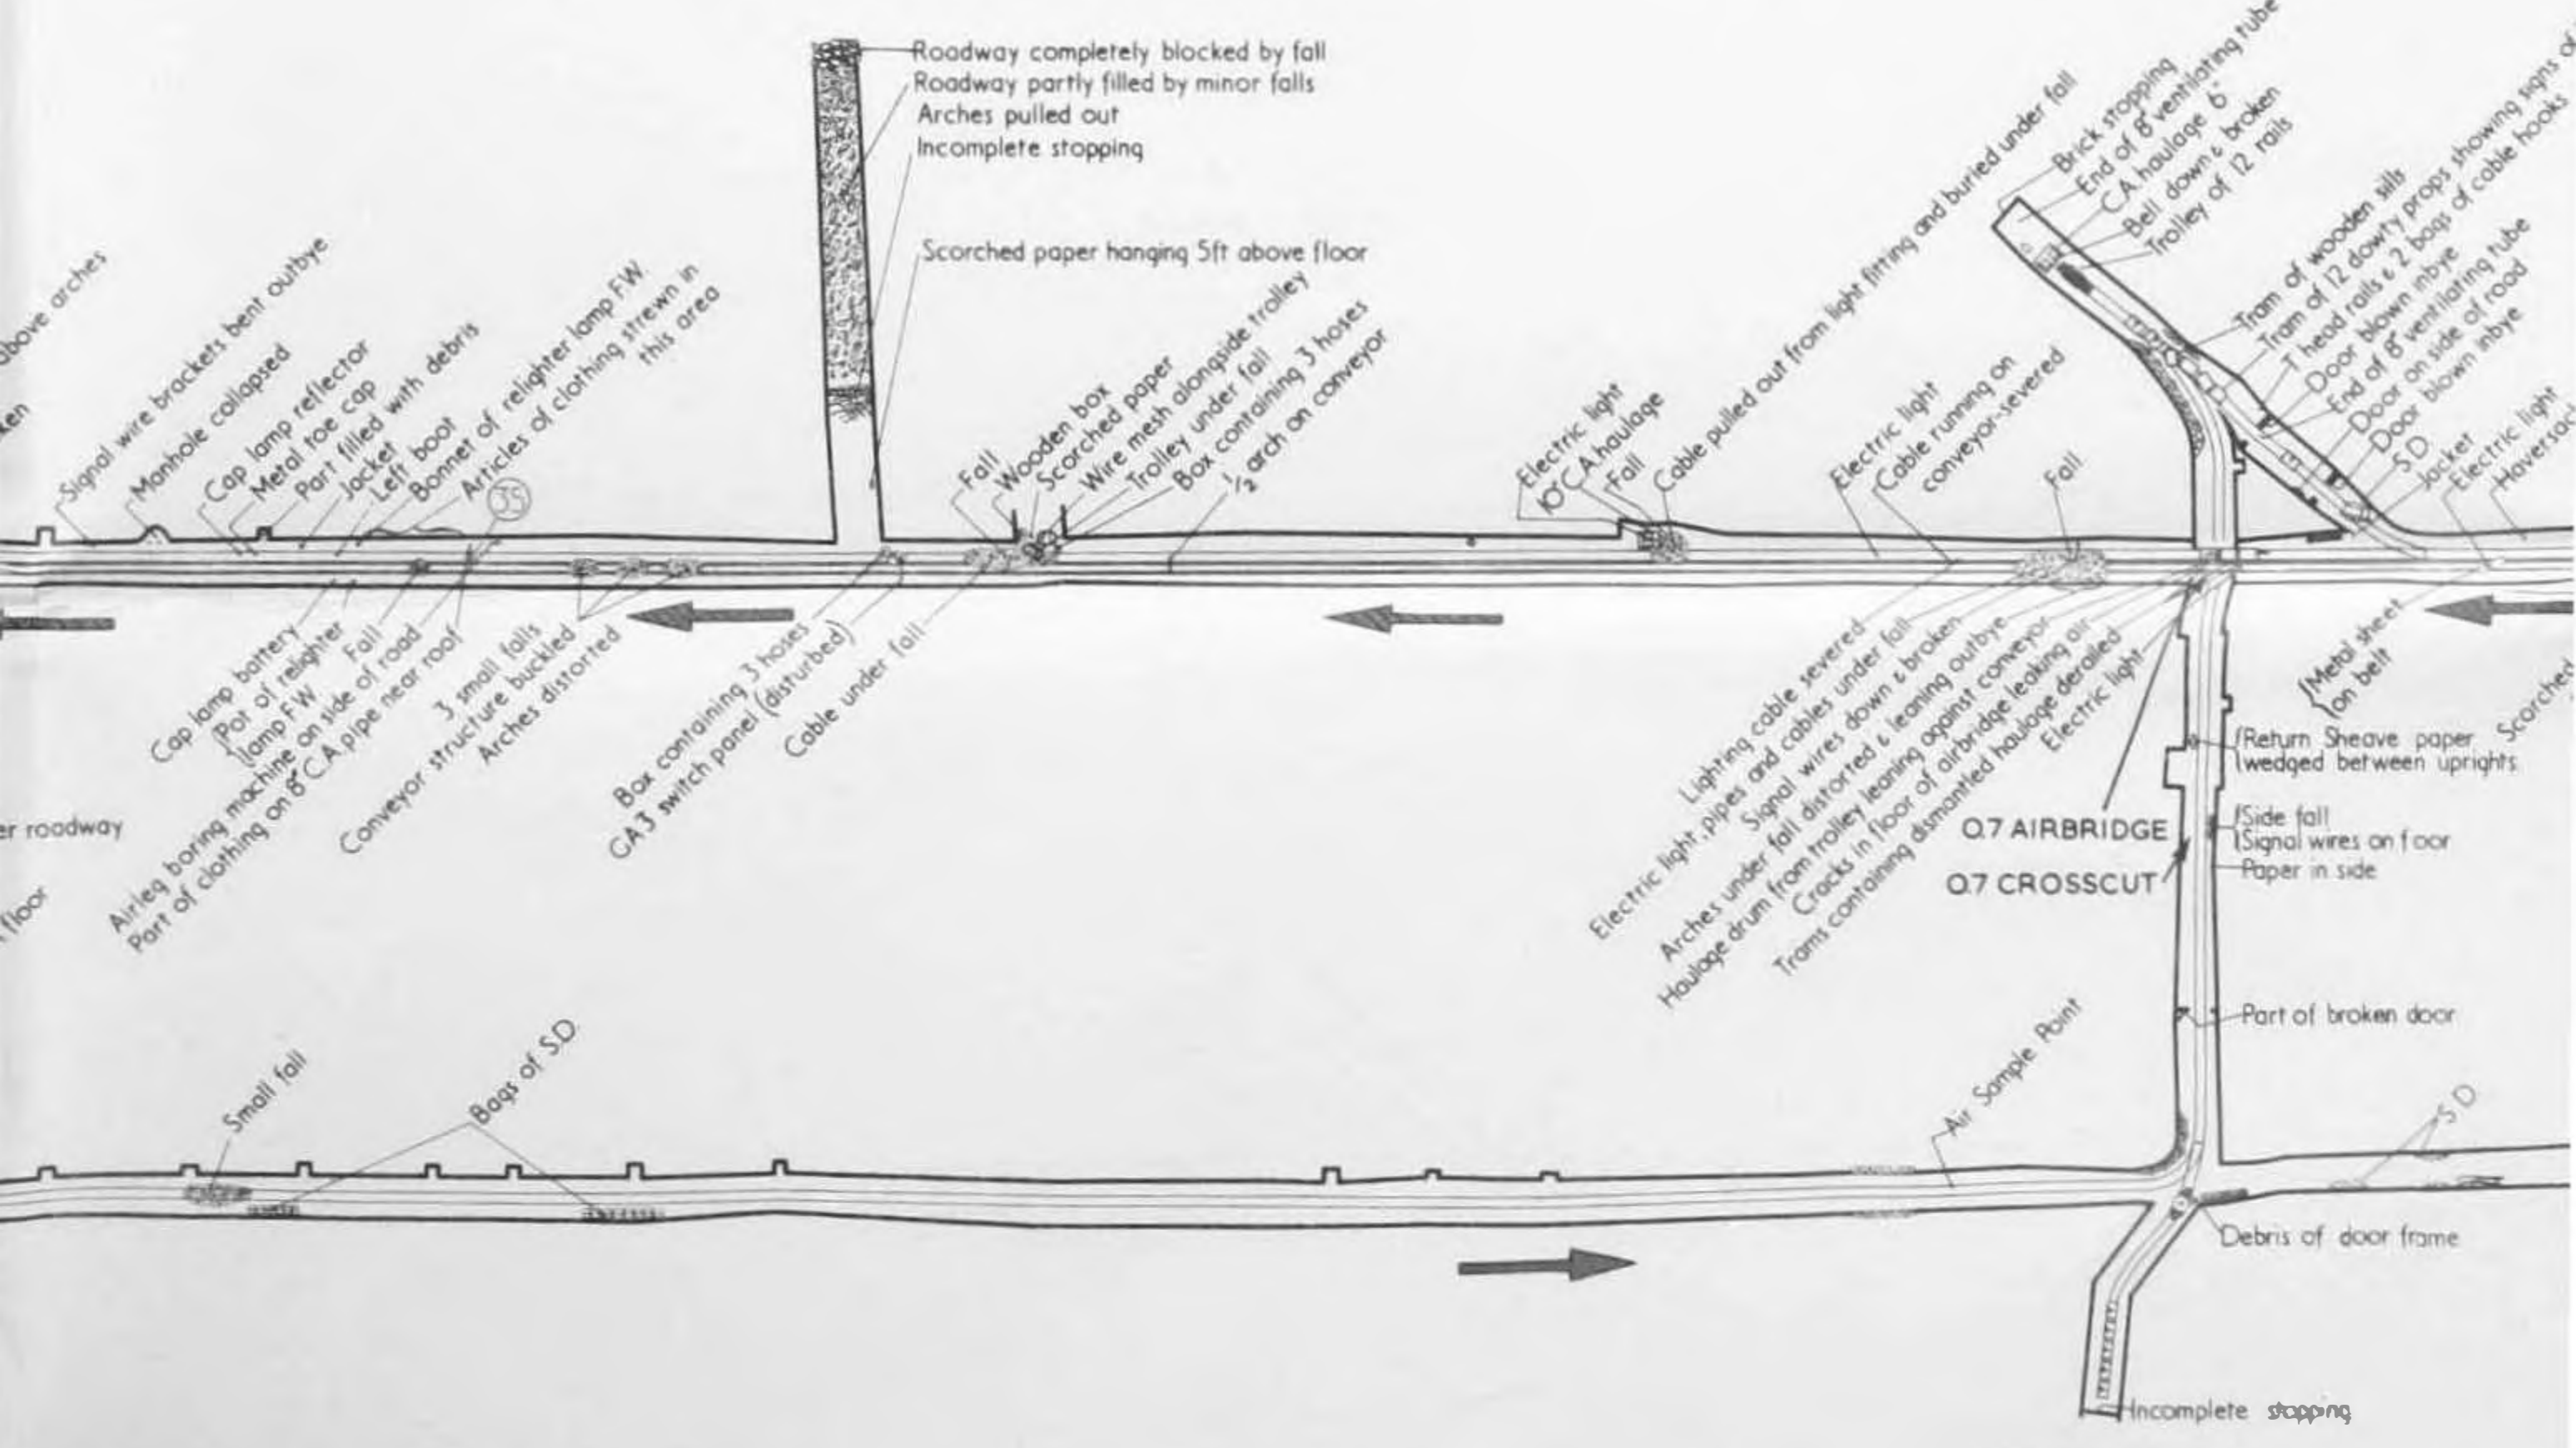 Roadway completely blocked by fall
Roadway partly filled by minor falls
Arches pulled out
Incomplete stopping
Scorched paper hanging 5ft above floor
above arches
Signal wire brackets bent outbye
Manhole collapsed
Cap lamp reflector
Metal toe cap
Part filled with debris
Jacket
Left boot
Bonnet of relighter lamp FW.
Articles of clothing strewn in
this area
35
Fall
Wooden box
Scorched paper
Wire mesh alongside trolley
Trolley under fall
Box containing 3 hoses
1/2 arch on conveyor
Electric light
10" C.A. haulage
Fall
Cable pulled out from light fitting and buried under fall
Electric light
Cable running on
conveyor-severed
Fall
Brick stopping
End of 8" ventilating tube
C.A. haulage 6"
Bell down & broken
Trolley of 12 rails
Tram of wooden sills
Tram of 12 dowty props showing signs of
T head rails & 2 bags of cable hooks
Door blown inbye
End of 8" ventilating tube
Door on side of road
Door blown inbye
S.D.
Jacket
Electric light
Haversac
Cap lamp battery
{Pot of relighter
{lamp FW
Fall
Airleg boring machine on side of road
Part of clothing on 8" C.A pipe near roof
3 small falls
Conveyor structure buckled
Arches distorted
Box containing 3 hoses
GA3 switch panel (disturbed)
Cable under fall
Lighting cable severed
Electric light, pipes and cables under fall
Signal wires down & broken
Arches under fall distorted & leaning outbye
Haulage drum from trolley leaning against conveyor
Cracks in floor of airbridge leaking air
Trams containing dismantled haulage derailed
Electric light
{Metal sheet
{on belt
Scorched
{Return Sheave paper
{wedged between uprights
Q.7 AIRBRIDGE
{Side fall
{Signal wires on floor
Paper in side
Q.7 CROSSCUT
er roadway
floor
Part of broken door
Small fall
Bags of S.D.
Air Sample Point
S D
Debris of door frame
Incomplete stopping